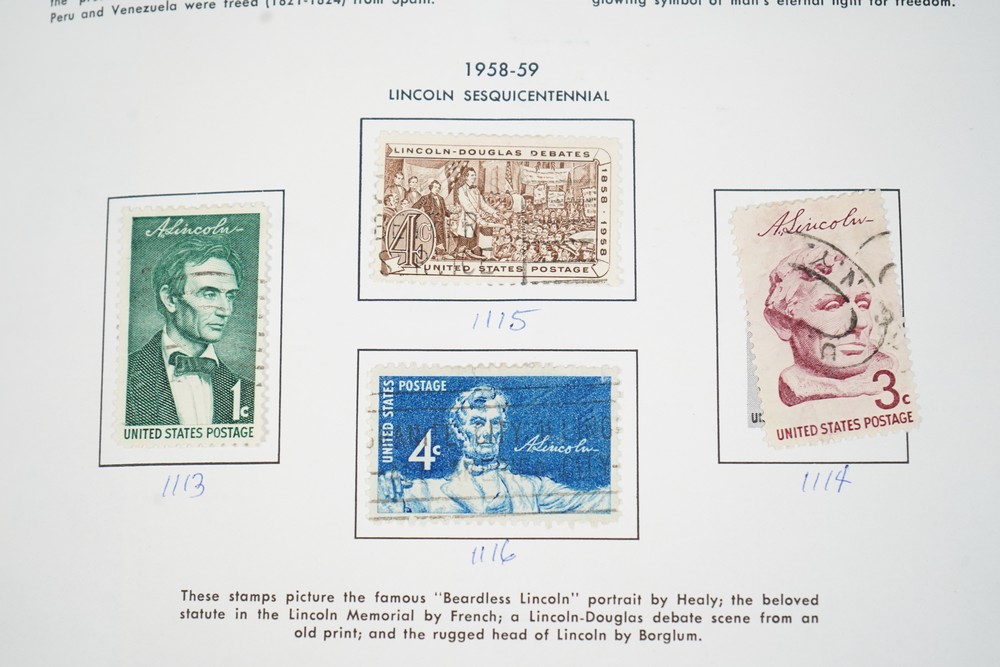 Peru and Venezuela were freed (1821-1824) from Spain.
glowing symbol of man's eternal light for freedom.
1958-59
LINCOLN SESQUICENTENNIAL
LINCOLN-DOUGLAS DEBATES
1858·1958
4c
UNITED STATES POSTAGE
1115
A. Lincoln
1c
UNITED STATES POSTAGE
1113
UNITED STATES POSTAGE
4c
A. Lincoln
1116
A. Lincoln
3c
UNITED STATES POSTAGE
1114
These stamps picture the famous "Beardless Lincoln" portrait by Healy; the beloved
statute in the Lincoln Memorial by French; a Lincoln-Douglas debate scene from an
old print; and the rugged head of Lincoln by Borglum.